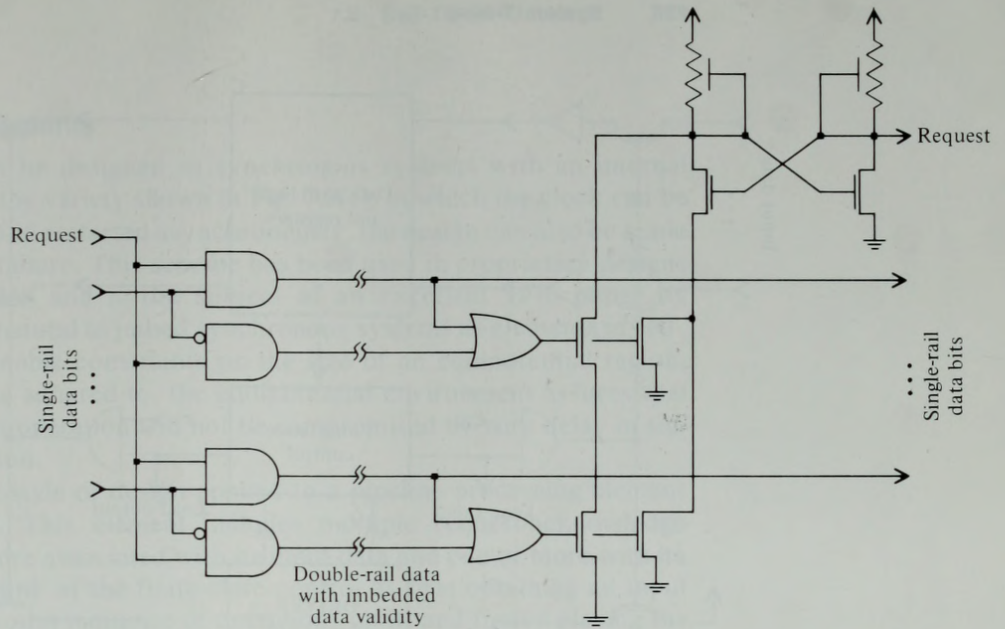 Request
Request
Single-rail
data bits
Single-rail
data bits
Double-rail data
with imbedded
data validity